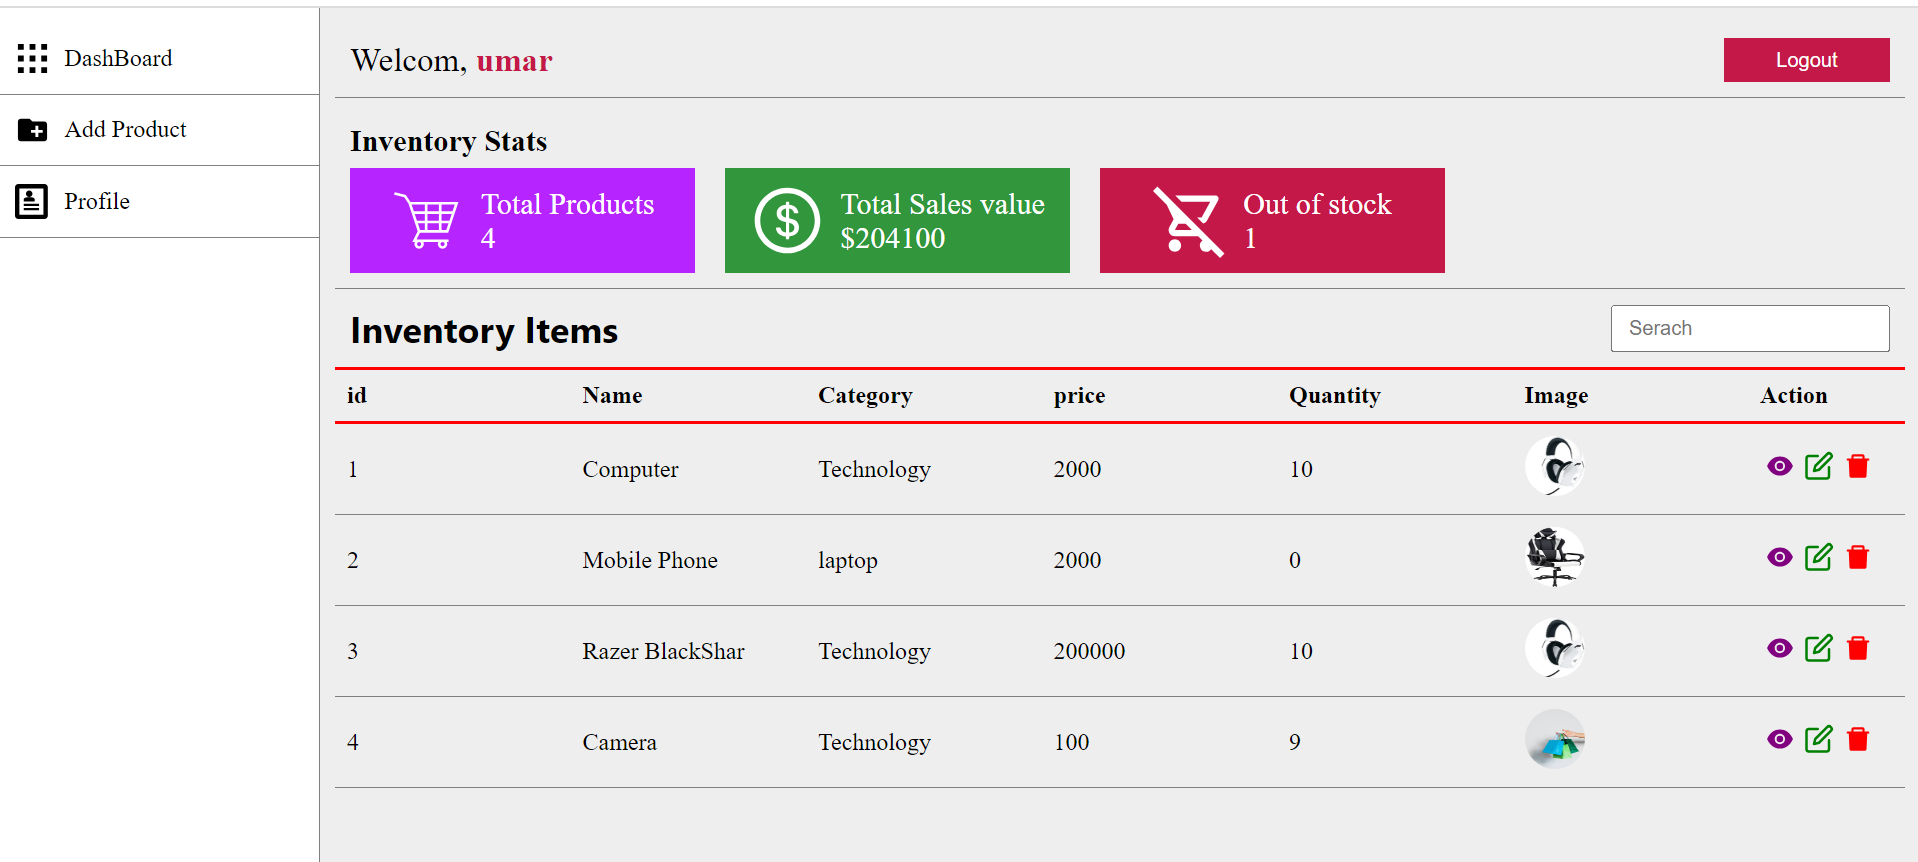 DashBoard
Add Product
Profile
Welcom, umar
Logout
Inventory Stats
Total Products
4
Total Sales value
$204100
Out of stock
1
Inventory Items
Serach
id Name Category price Quantity Image Action
1 Computer Technology 2000 10
2 Mobile Phone laptop 2000 0
3 Razer BlackShar Technology 200000 10
4 Camera Technology 100 9